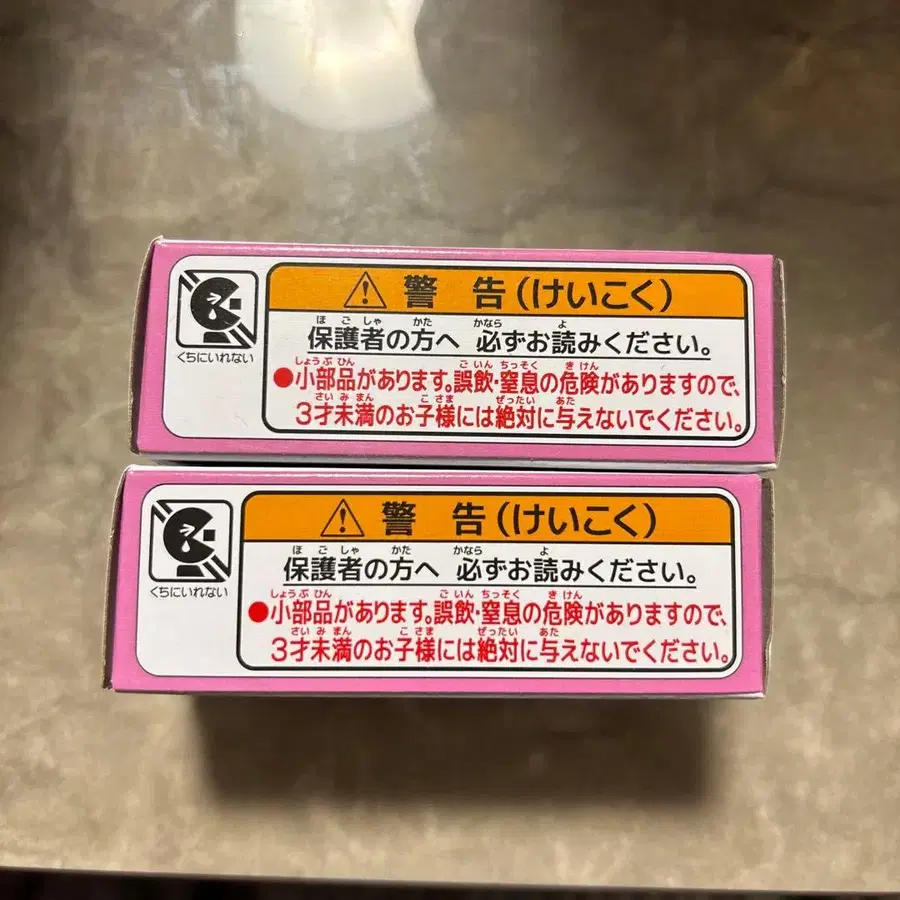 警 告(けいこく)
ほごしゃ かた かなら よ
保護者の方へ 必ずお読みください。
くちにいれない
しょうぶひん ごいん ちっそく きけん
●小部品があります。誤飲・窒息の危険がありますので、
さいみまん こさま ぜったい あた
3才未満のお子様には絶対に与えないでください。
警 告(けいこく)
ほごしゃ かた かなら よ
保護者の方へ 必ずお読みください。
くちにいれない
しょうぶひん ごいん ちっそく きけん
●小部品があります。誤飲・窒息の危険がありますので、
さいみまん こさま ぜったい あた
3才未満のお子様には絶対に与えないでください。